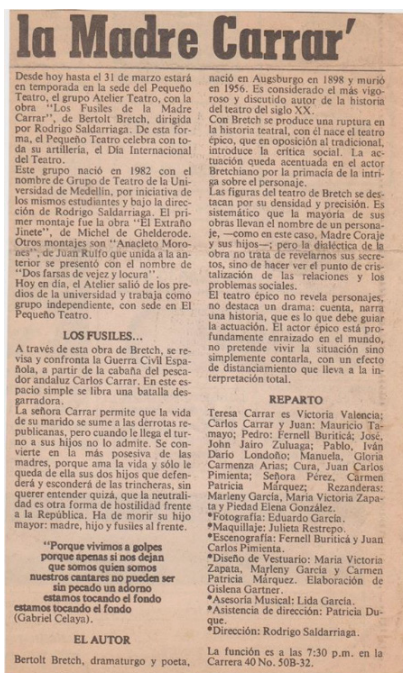 la Madre Carrar'
Desde hoy hasta el 31 de marzo estará
en temporada en la sede del Pequeño
Teatro, el grupo Atelier Teatro, con la
obra "Los Fusiles de la Madre
Carrar", de Bertolt Bretch, dirigida
por Rodrigo Saldarriaga. De esta for-
ma, el Pequeño Teatro celebra con to-
da su artillería, el Día Internacional
del Teatro.
Este grupo nació en 1982 con el
nombre de Grupo de Teatro de la Uni-
versidad de Medellín, por iniciativa de
los mismos estudiantes y bajo la direc-
ción de Rodrigo Saldarriaga. El pri-
mer montaje fue la obra "El Extraño
Jinete", de Michel de Ghelderode.
Otros montajes son "Anacleto Moro-
nes", de Juan Rulfo que unida a la an-
terior se presentó con el nombre de
"Dos farsas de vejez y locura".
Hoy en día, el Atelier salió de los pre-
dios de la universidad y trabaja como
grupo independiente, con sede en El
Pequeño Teatro.
LOS FUSILES...
A través de esta obra de Bretch, se re-
visa y confronta la Guerra Civil Espa-
ñola, a partir de la cabaña del pesca-
dor andaluz Carlos Carrar. En este es-
pacio simple se libra una batalla des-
garradora.
La señora Carrar permite que la vida
de su marido se sume a las derrotas re-
publicanas, pero cuando le llega el tur-
no a sus hijos no lo admite. Se con-
vierte en la más posesiva de las
madres, porque ama la vida y sólo le
queda de ella sus dos hijos que defen-
derá y esconderá de las trincheras, sin
querer entender quizá, que la neutrali-
dad es otra forma de hostilidad frente
a la República. Ha de morir su hijo
mayor: madre, hijo y fusiles al frente.
"Porque vivimos a golpes
porque apenas si nos dejan
que somos quien somos
nuestros cantares no pueden ser
sin pecado un adorno
estamos tocando el fondo
estamos tocando el fondo
(Gabriel Celaya).
EL AUTOR
Bertolt Bretch, dramaturgo y poeta,
nació en Augsburgo en 1898 y murió
en 1956. Es considerado el más vigo-
roso y discutido autor de la historia
del teatro del siglo XX.
Con Bretch se produce una ruptura en
la historia teatral, con él nace el teatro
épico, que en oposición al tradicional,
introduce la crítica social. La ac-
tuación queda acentuada en el actor
Bretchiano por la primacía de la intri-
ga sobre el personaje.
Las figuras del teatro de Bretch se des-
tacan por su densidad y precisión. Es
sistemático que la mayoría de sus
obras llevan el nombre de un persona-
je, —como en este caso, Madre Coraje
y sus hijos—; pero la dialéctica de la
obra no trata de revelarnos sus secre-
tos, sino de hacer ver el punto de cris-
talización de las relaciones y los
problemas sociales.
El teatro épico no revela personajes,
no destaca un drama: cuenta, narra
una historia, que es lo que debe guiar
la actuación. El actor épico está pro-
fundamente enraizado en el mundo,
no pretende vivir la situación sino
simplemente contarla, con un efecto
de distanciamiento que lleva a la in-
terpretación total.
REPARTO
Teresa Carrar es Victoria Valencia;
Carlos Carrar y Juan: Mauricio Ta-
mayo; Pedro: Fernell Buriticá; José,
John Jairo Zuluaga; Pablo, Iván
Darío Londoño; Manuela, Gloria
Carmenza Arias; Cura, Juan Carlos
Pimienta; Señora Pérez, Carmen
Patricia Márquez; Rezanderas:
Marleny García, Maria Victoria Zapa-
ta y Piedad Elena González.
*Fotografía: Eduardo García.
*Maquillaje: Julieta Restrepo.
*Escenografía: Fernell Buriticá y Juan
Carlos Pimienta.
*Diseño de Vestuario: Maria Victoria
Zapata, Marleny García y Carmen
Patricia Márquez. Elaboración de
Gislena Gartner.
*Asesoría Musical: Lida García.
*Asistencia de dirección: Patricia Du-
que.
*Dirección: Rodrigo Saldarriaga.
La función es a las 7:30 p.m. en la
Carrera 40 No. 50B-32.